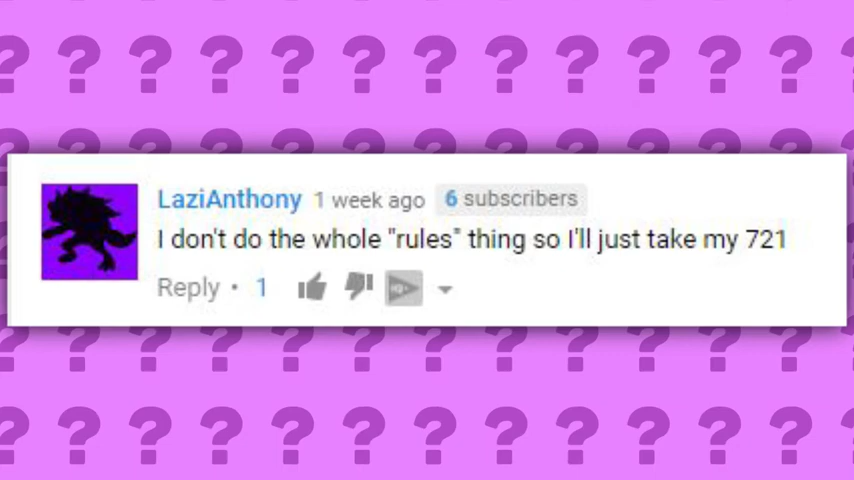 LaziAnthony 1 week ago 6 subscribers
I don't do the whole "rules" thing so I'll just take my 721
Reply • 1